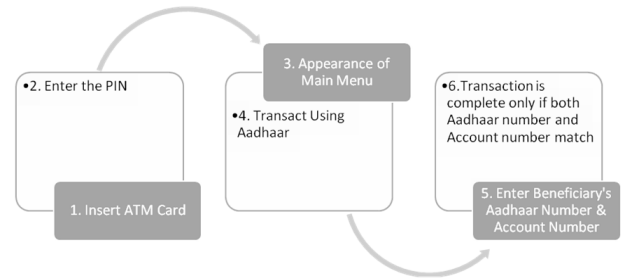 •2. Enter the PIN
1. Insert ATM Card
3. Appearance of
Main Menu
•4. Transact Using
Aadhaar
•6.Transaction is
complete only if both
Aadhaar number and
Account number match
5. Enter Beneficiary's
Aadhaar Number &
Account Number